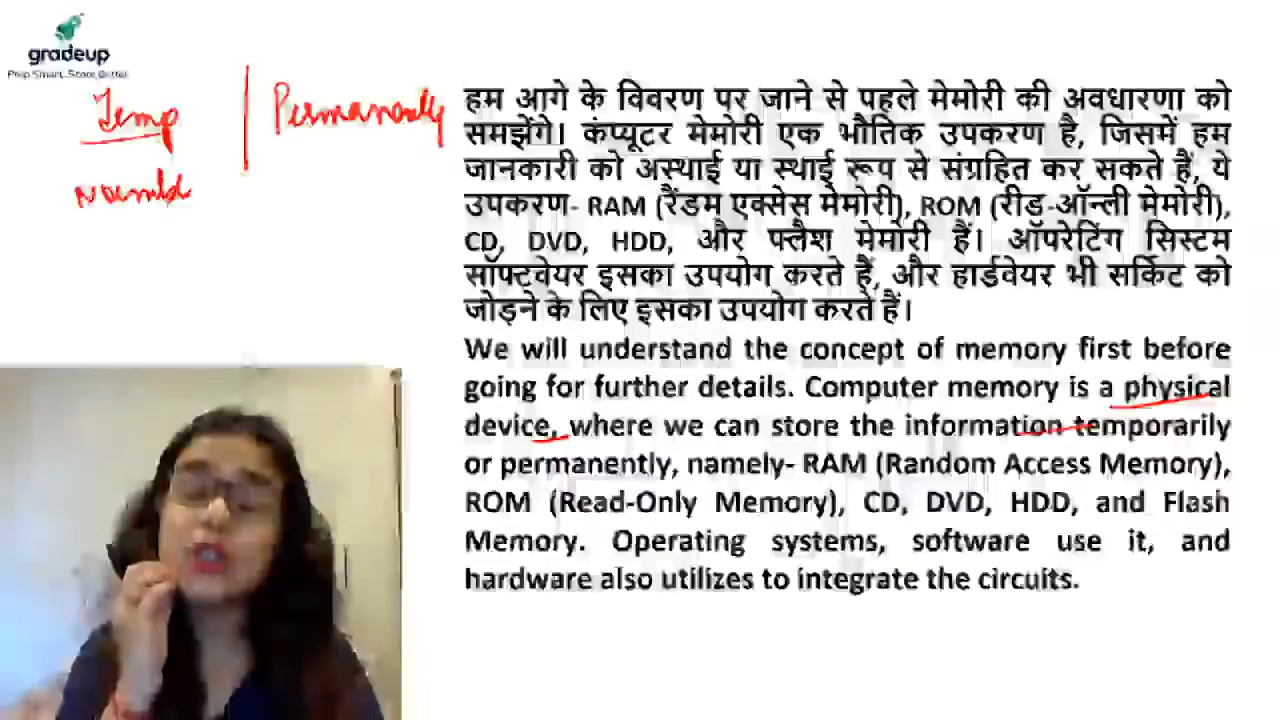 gradeup
Prep Smart. Score Better
Temp
Permanently
हम आगे के विवरण पर जाने से पहले मेमोरी की अवधारणा को
समझेंगे। कंप्यूटर मेमोरी एक भौतिक उपकरण है, जिसमें हम
जानकारी को अस्थाई या स्थाई रूप से संग्रहित कर सकते हैं, ये
उपकरण- RAM (रैंडम एक्सेस मेमोरी), ROM (रीड-ऑन्ली मेमोरी),
CD, DVD, HDD, और फ्लैश मेमोरी हैं। ऑपरेटिंग सिस्टम
सॉफ्टवेयर इसका उपयोग करते हैं, और हार्डवेयर भी सर्किट को
जोड़ने के लिए इसका उपयोग करते हैं।
We will understand the concept of memory first before
going for further details. Computer memory is a physical
device, where we can store the information temporarily
or permanently, namely- RAM (Random Access Memory),
ROM (Read-Only Memory), CD, DVD, HDD, and Flash
Memory. Operating systems, software use it, and
hardware also utilizes to integrate the circuits.